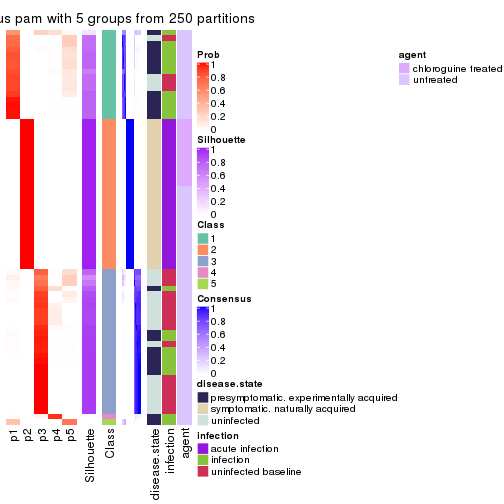 us pam with 5 groups from 250 partitions
Prob
1
0.8
0.6
0.4
0.2
0
Silhouette
1
0.8
0.6
0.4
0.2
0
Class
1
2
3
4
5
Consensus
1
0.8
0.6
0.4
0.2
0
disease.state
presymptomatic. experimentally acquired
symptomatic. naturally acquired
uninfected
infection
acute infection
infection
uninfected baseline
agent
chloroguine treated
untreated
p1
p2
p3
p4
p5
Silhouette
Class
disease.state
infection
agent